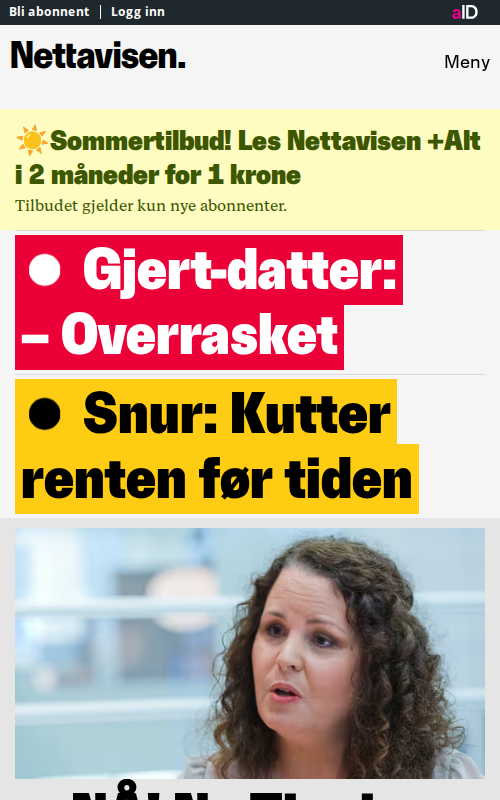 Bli abonnent Logg inn aID
Nettavisen.
Meny
Sommertilbud! Les Nettavisen +Alt
i 2 måneder for 1 krone
Tilbudet gjelder kun nye abonnenter.
Gjert-datter:
– Overrasket
Snur: Kutter
renten før tiden